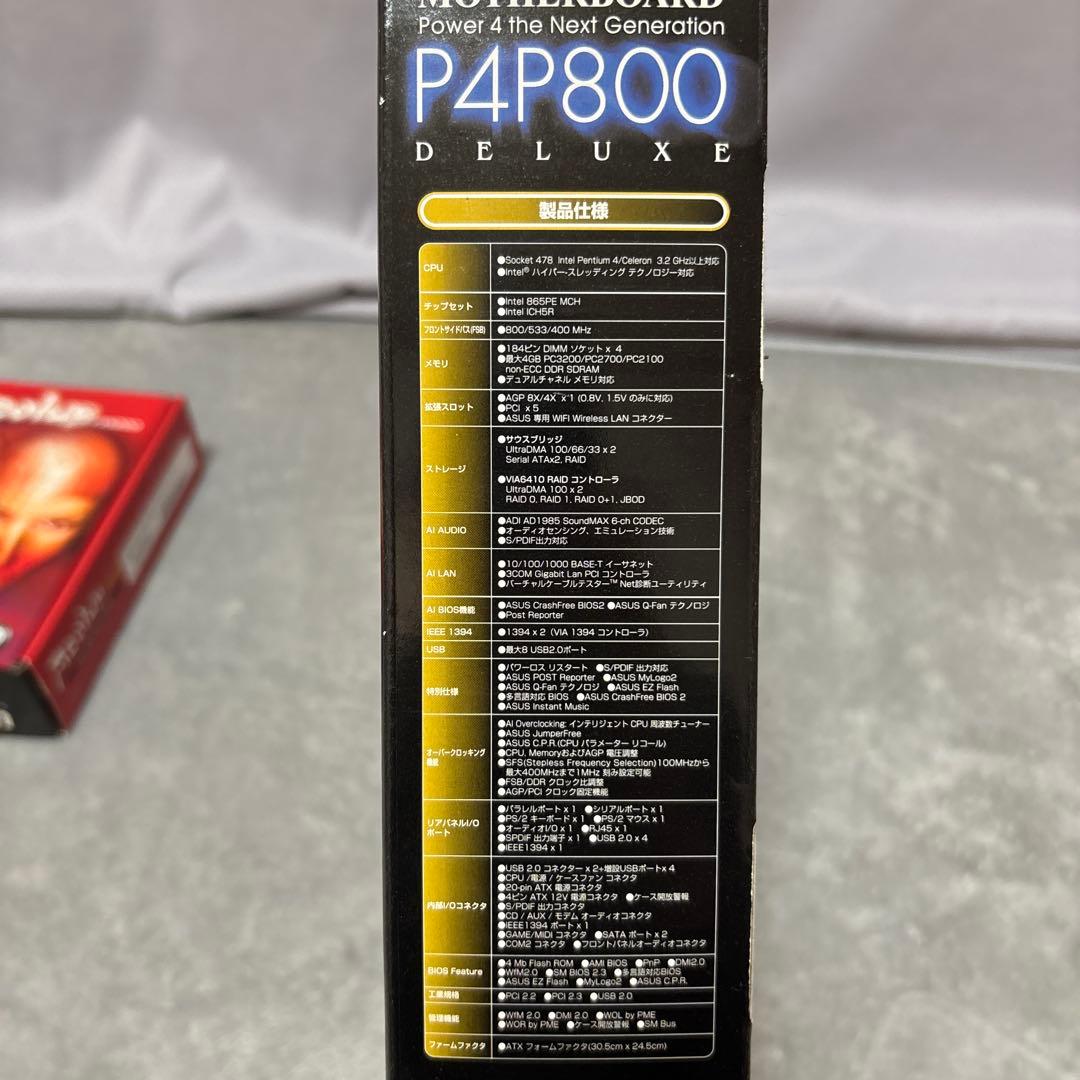 MOTHERBOARD
Power 4 the Next Generation
P4P800
DELUXE
製品仕様
CPU
●Socket 478 Intel Pentium 4/Celeron 3.2 GHz以上対応
●Intel® ハイパー-スレッディング テクノロジー対応
チップセット
●Intel 865PE MCH
●Intel ICH5R
フロントサイドバス(FSB)
●800/533/400 MHz
メモリ
●184ピン DIMM ソケット x 4
●最大4GB PC3200/PC2700/PC2100
non-ECC DDR SDRAM
●デュアルチャネル メモリ対応
拡張スロット
●AGP 8X/4X x 1 (0.8V, 1.5V のみに対応)
●PCI x 5
●ASUS 専用 WIFI Wireless LAN コネクター
ストレージ
●サウスブリッジ
UltraDMA 100/66/33 x 2
Serial ATAx2, RAID
●VIA6410 RAID コントローラ
UltraDMA 100 x 2
RAID 0, RAID 1, RAID 0+1, JBOD
AI AUDIO
●ADI AD1985 SoundMAX 6-ch CODEC
●オーディオセンシング、エミュレーション技術
●S/PDIF出力対応
AI LAN
●10/100/1000 BASE-T イーサネット
●3COM Gigabit Lan PCI コントローラ
●バーチャルケーブルテスター™ Net診断ユーティリティ
AI BIOS機能
●ASUS CrashFree BIOS2 ●ASUS Q-Fan テクノロジ
●Post Reporter
IEEE 1394
●1394 x 2 (VIA 1394 コントローラ)
USB
●最大8 USB2.0ポート
特別仕様
●パワーロス リスタート ●S/PDIF 出力対応
●ASUS POST Reporter ●ASUS MyLogo2
●ASUS Q-Fan テクノロジ ●ASUS EZ Flash
●多言語対応 BIOS ●ASUS CrashFree BIOS 2
●ASUS Instant Music
オーバークロッキング
機能
●AI Overclocking: インテリジェント CPU 周波数チューナー
●ASUS JumperFree
●ASUS C.P.R.(CPU パラメーター リコール)
●CPU, MemoryおよびAGP 電圧調整
●SFS(Stepless Frequency Selection)100MHzから
最大400MHzまで1MHz 刻み設定可能
●FSB/DDR クロック比調整
●AGP/PCI クロック固定機能
リアパネルI/O
ポート
●パラレルポート x 1 ●シリアルポート x 1
●PS/2 キーボード x 1 ●PS/2 マウス x 1
●オーディオI/O x 1 ●RJ45 x 1
●SPDIF 出力端子 x 1 ●USB 2.0 x 4
●IEEE1394 x 1
内部I/Oコネクタ
●USB 2.0 コネクター x 2+増設USBポートx 4
●CPU / 電源 / ケースファン コネクタ
●20-pin ATX 電源コネクタ
●4ピン ATX 12V 電源コネクタ ●ケース開放警報
●S/PDIF 出力コネクタ
●CD / AUX / モデム オーディオコネクタ
●IEEE1394 ポート x 1
●GAME/MIDI コネクタ ●SATA ポート x 2
●COM2 コネクタ ●フロントパネルオーディオコネクタ
BIOS Feature
●4 Mb Flash ROM ●AMI BIOS ●PnP ●DMI2.0
●WfM2.0 ●SM BIOS 2.3 ●多言語対応BIOS
●ASUS EZ Flash ●MyLogo2 ●ASUS C.P.R.
工業規格
●PCI 2.2 ●PCI 2.3 ●USB 2.0
管理機能
●WfM 2.0 ●DMI 2.0 ●WOL by PME
●WOR by PME ●ケース開放警報 ●SM Bus
ファームファクタ
●ATX フォームファクタ(30.5cm x 24.5cm)